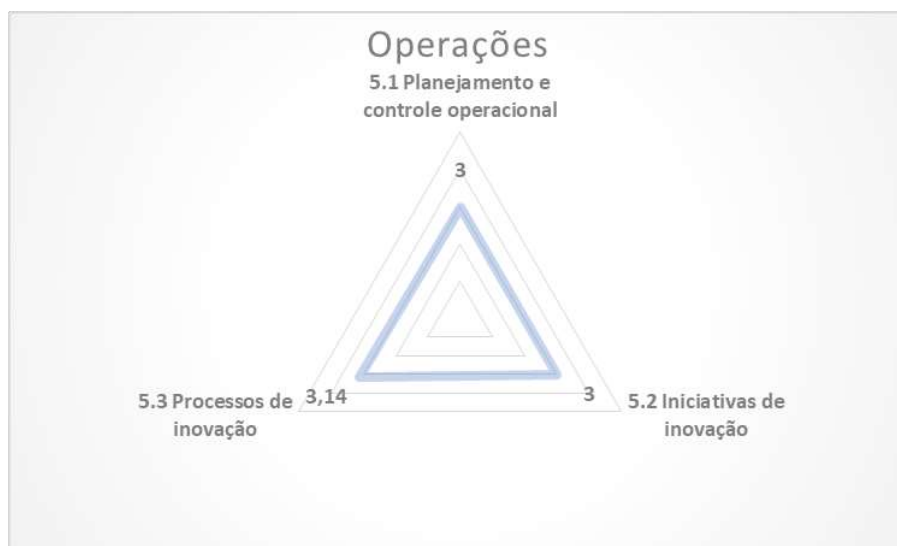 Operações
5.1 Planejamento e
controle operacional
3
3,14
3
5.3 Processos de
inovação
5.2 Iniciativas de
inovação